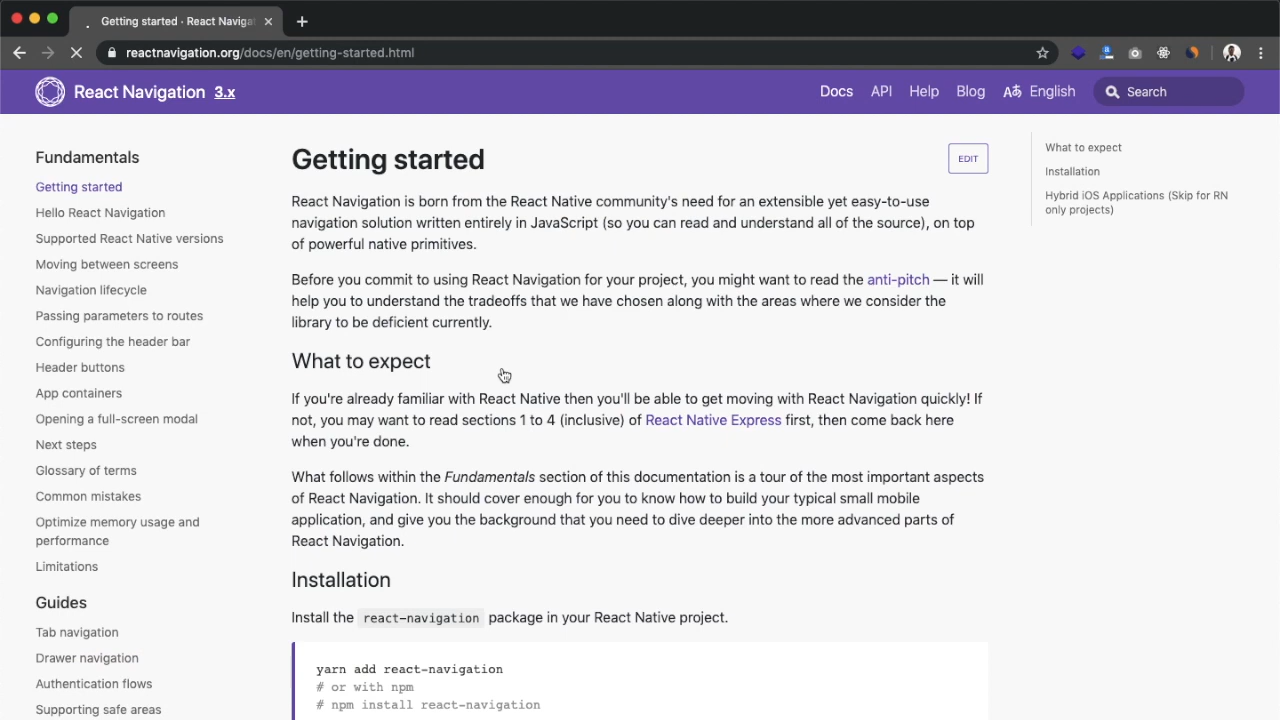 Getting started · React Navigat
reactnavigation.org/docs/en/getting-started.html
React Navigation 3.x
Docs
API
Help
Blog
English
Search
Fundamentals
Getting started
Hello React Navigation
Supported React Native versions
Moving between screens
Navigation lifecycle
Passing parameters to routes
Configuring the header bar
Header buttons
App containers
Opening a full-screen modal
Next steps
Glossary of terms
Common mistakes
Optimize memory usage and
performance
Limitations
Guides
Tab navigation
Drawer navigation
Authentication flows
Supporting safe areas
Getting started
EDIT
React Navigation is born from the React Native community's need for an extensible yet easy-to-use
navigation solution written entirely in JavaScript (so you can read and understand all of the source), on top
of powerful native primitives.
Before you commit to using React Navigation for your project, you might want to read the anti-pitch — it will
help you to understand the tradeoffs that we have chosen along with the areas where we consider the
library to be deficient currently.
What to expect
If you're already familiar with React Native then you'll be able to get moving with React Navigation quickly! If
not, you may want to read sections 1 to 4 (inclusive) of React Native Express first, then come back here
when you're done.
What follows within the Fundamentals section of this documentation is a tour of the most important aspects
of React Navigation. It should cover enough for you to know how to build your typical small mobile
application, and give you the background that you need to dive deeper into the more advanced parts of
React Navigation.
Installation
Install the react-navigation package in your React Native project.
yarn add react-navigation
# or with npm
# npm install react-navigation
What to expect
Installation
Hybrid iOS Applications (Skip for RN
only projects)